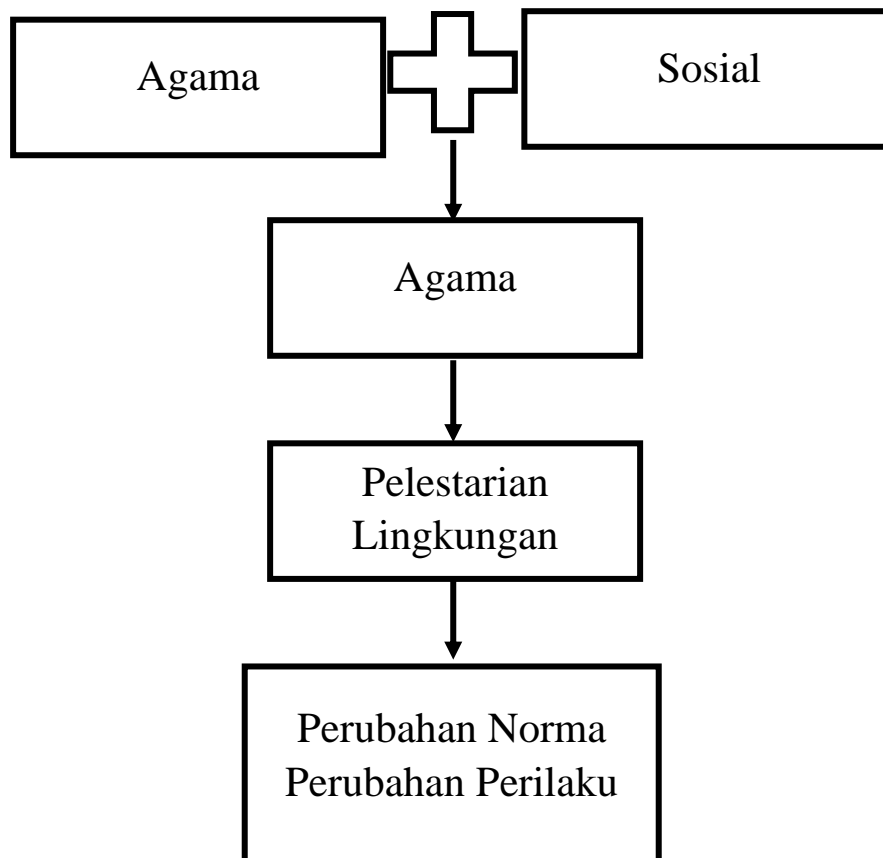 Agama
Sosial
Agama
Pelestarian
Lingkungan
Perubahan Norma
Perubahan Perilaku